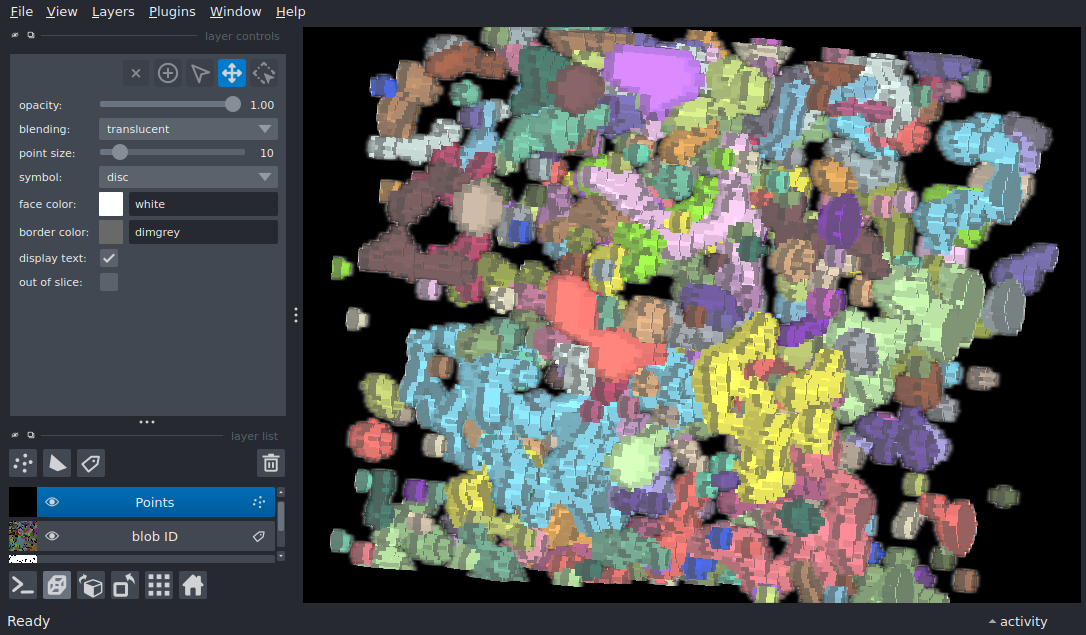 File View Layers Plugins Window Help
layer controls
opacity: 1.00
blending: translucent
point size: 10
symbol: disc
face color: white
border color: dimgrey
display text:
out of slice:
layer list
Points
blob ID
Ready
activity